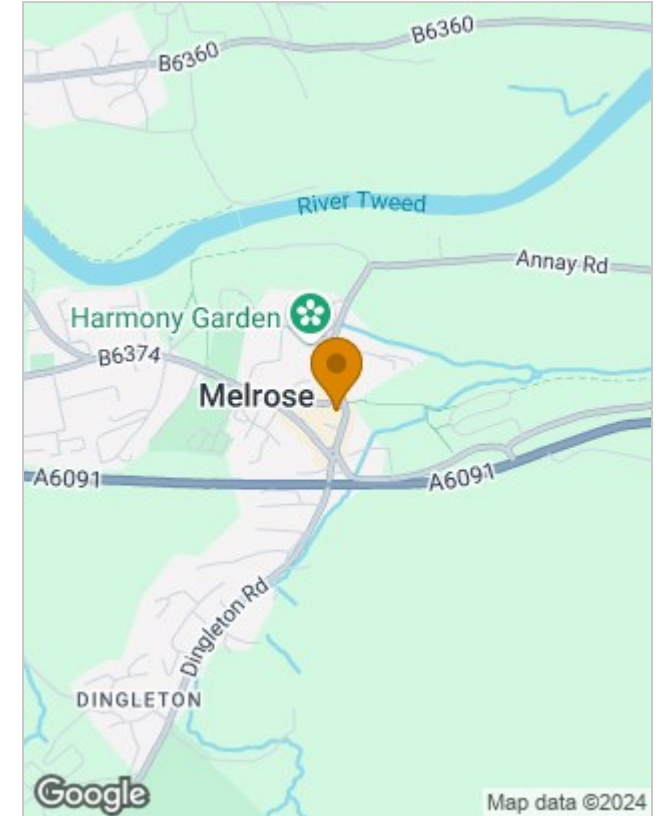 B6360
B6360
River Tweed
Annay Rd
Harmony Garden
B6374
Melrose
A6091
A6091
Dingleton Rd
DINGLETON
Google
Map data ©2024